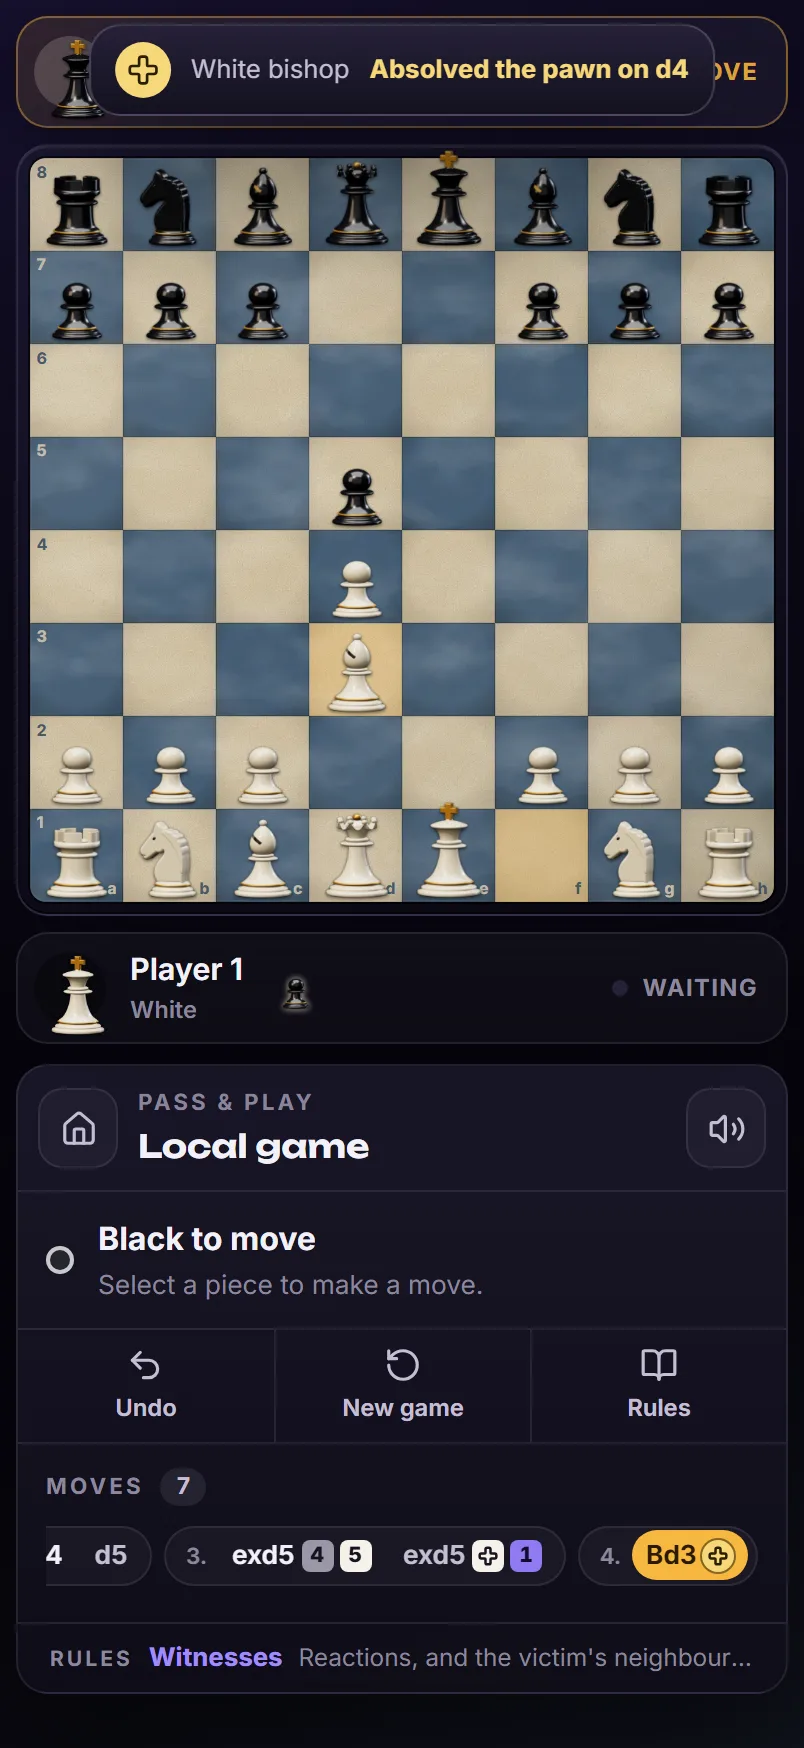 White bishop Absolved the pawn on d4
8
7
6
5
4
3
2
1
a b c d e f g h
Player 1
White
WAITING
PASS & PLAY
Local game
Black to move
Select a piece to make a move.
Undo New game Rules
MOVES 7
4 d5 3. exd5 4 5 exd5 1 4. Bd3
RULES Witnesses Reactions, and the victim's neighbour...